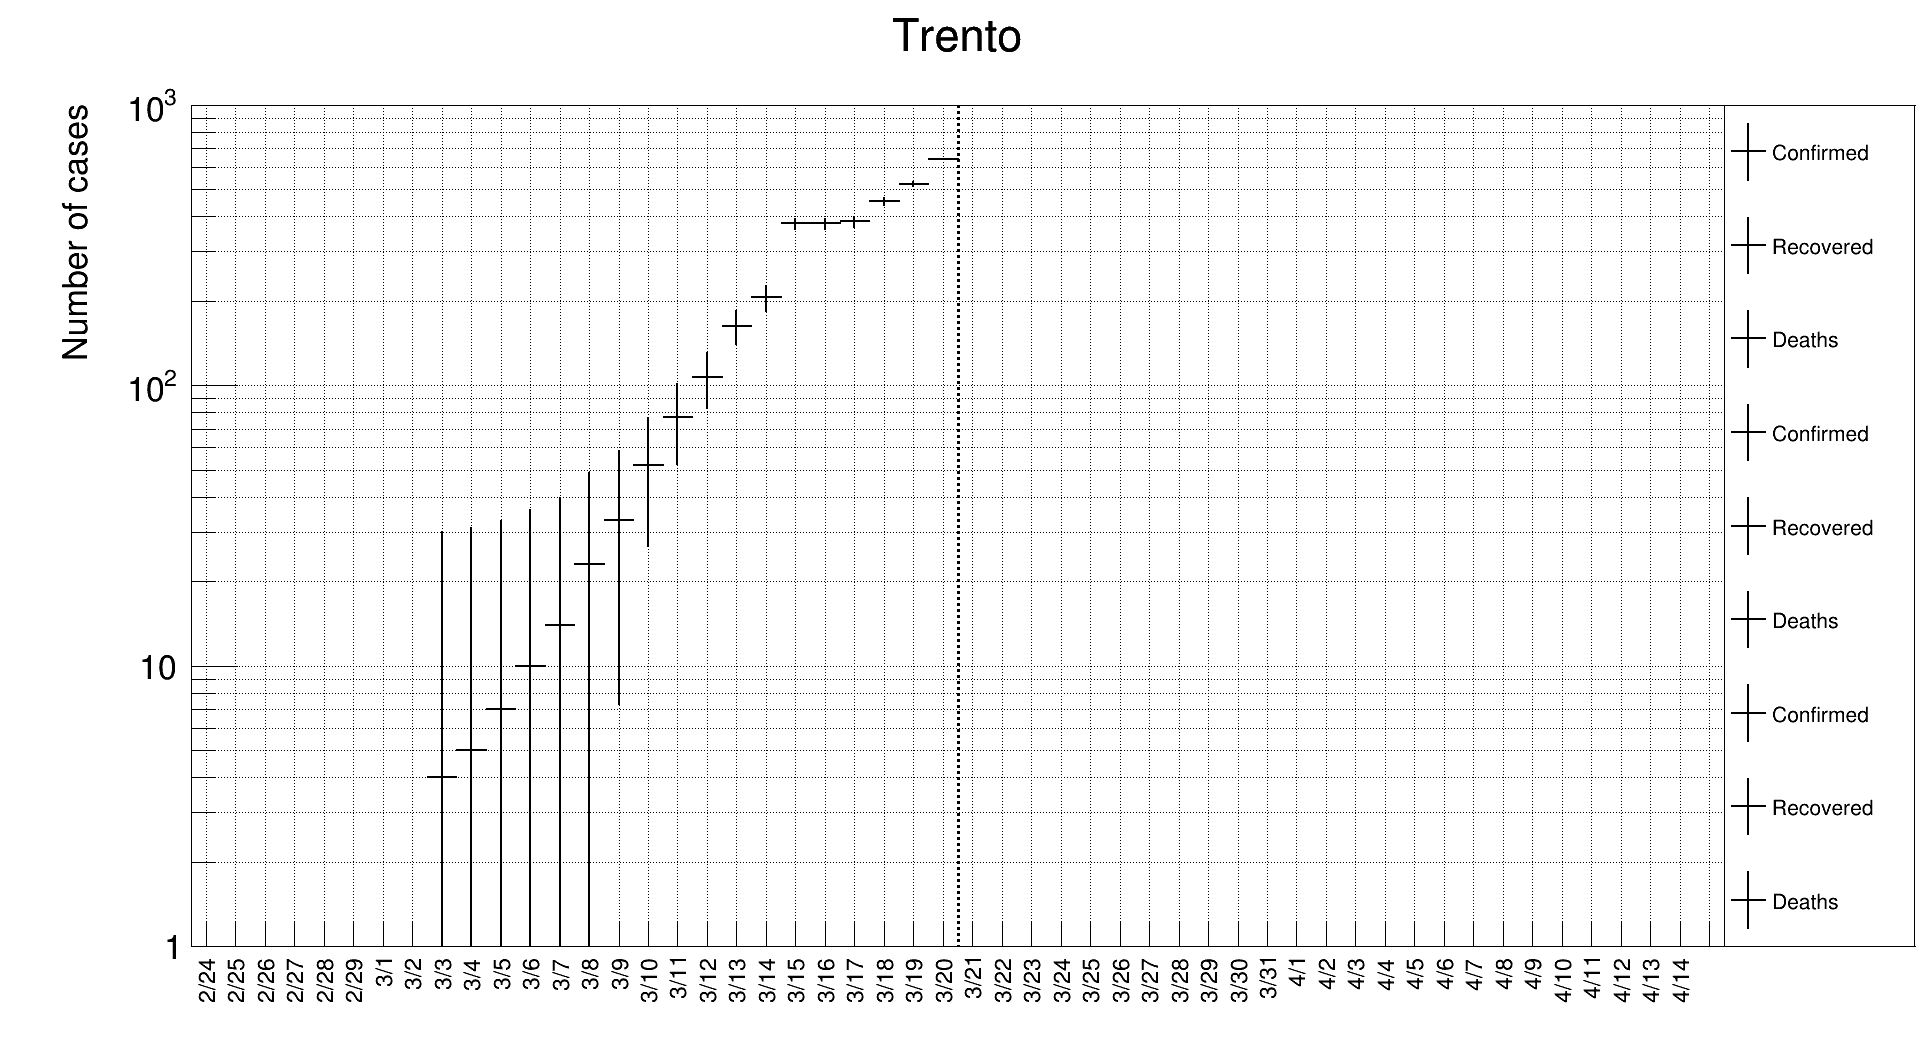 Trento
Number of cases
10³
10²
10
1
2/24 2/25 2/26 2/27 2/28 2/29 3/1 3/2 3/3 3/4 3/5 3/6 3/7 3/8 3/9 3/10 3/11 3/12 3/13 3/14 3/15 3/16 3/17 3/18 3/19 3/20 3/21 3/22 3/23 3/24 3/25 3/26 3/27 3/28 3/29 3/30 3/31 4/1 4/2 4/3 4/4 4/5 4/6 4/7 4/8 4/9 4/10 4/11 4/12 4/13 4/14
Confirmed
Recovered
Deaths
Confirmed
Recovered
Deaths
Confirmed
Recovered
Deaths